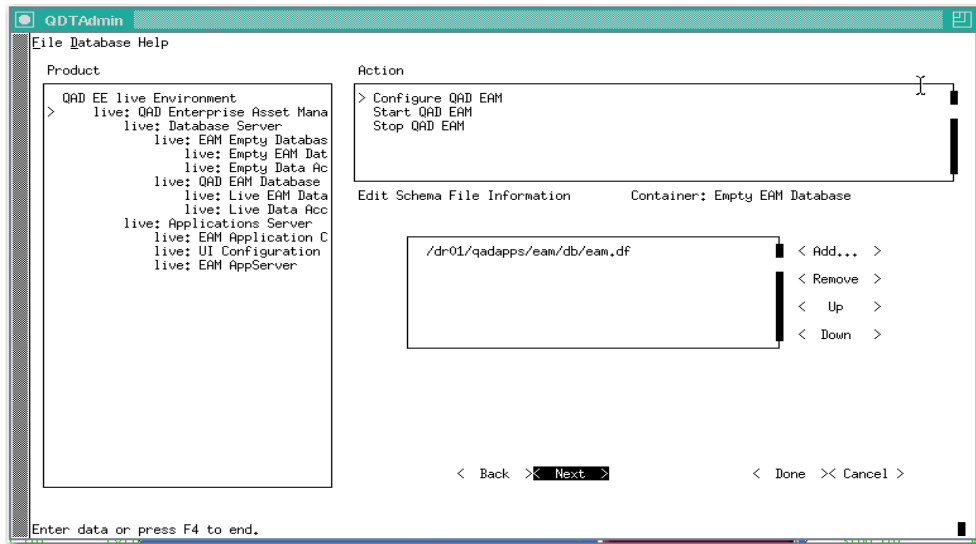 QDTAdmin
File Database Help
Product
QAD EE live Environment
> live: QAD Enterprise Asset Mana
live: Database Server
live: EAM Empty Databas
live: Empty EAM Dat
live: Empty Data Ac
live: QAD EAM Database
live: Live EAM Data
live: Live Data Acc
live: Applications Server
live: EAM Application C
live: UI Configuration
live: EAM AppServer
Action
> Configure QAD EAM
Start QAD EAM
Stop QAD EAM
Edit Schema File Information Container: Empty EAM Database
/dr01/qadapps/eam/db/eam.df
< Add... >
< Remove >
< Up >
< Down >
< Back >< Next > < Done >< Cancel >
Enter data or press F4 to end.